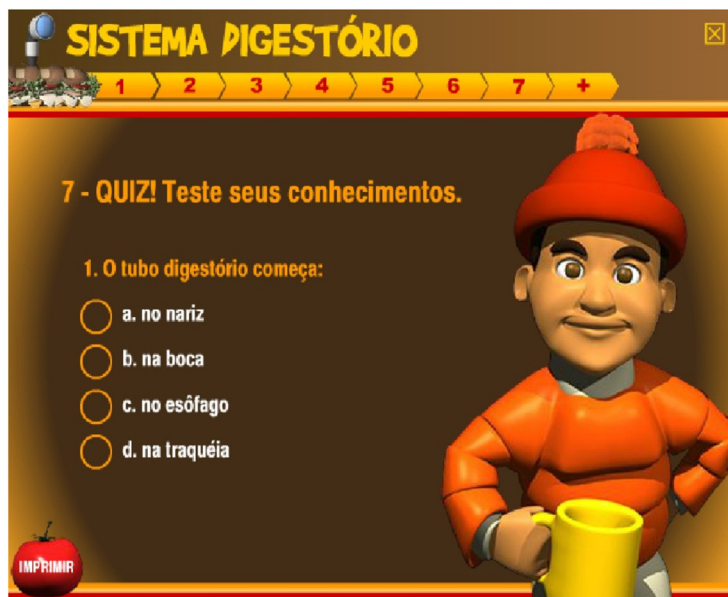 SISTEMA DIGESTÓRIO
1 2 3 4 5 6 7 +
7 - QUIZ! Teste seus conhecimentos.
1. O tubo digestório começa:
a. no nariz
b. na boca
c. no esôfago
d. na traquéia
IMPRIMIR